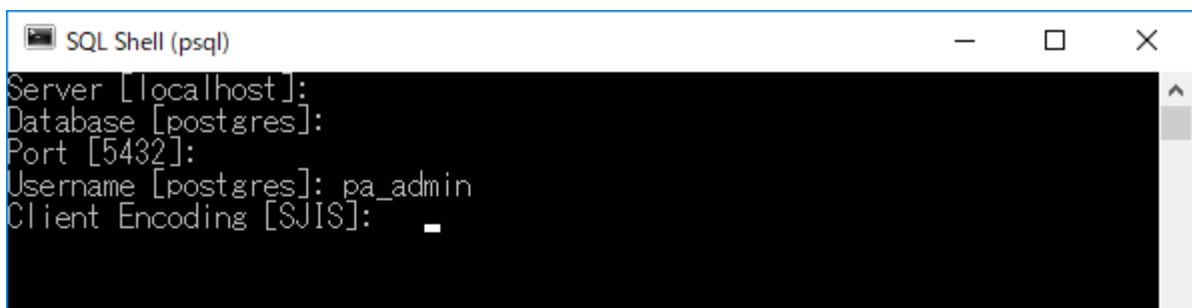 SQL Shell (psql)
Server [localhost]:
Database [postgres]:
Port [5432]:
Username [postgres]: pa_admin
Client Encoding [SJIS]: